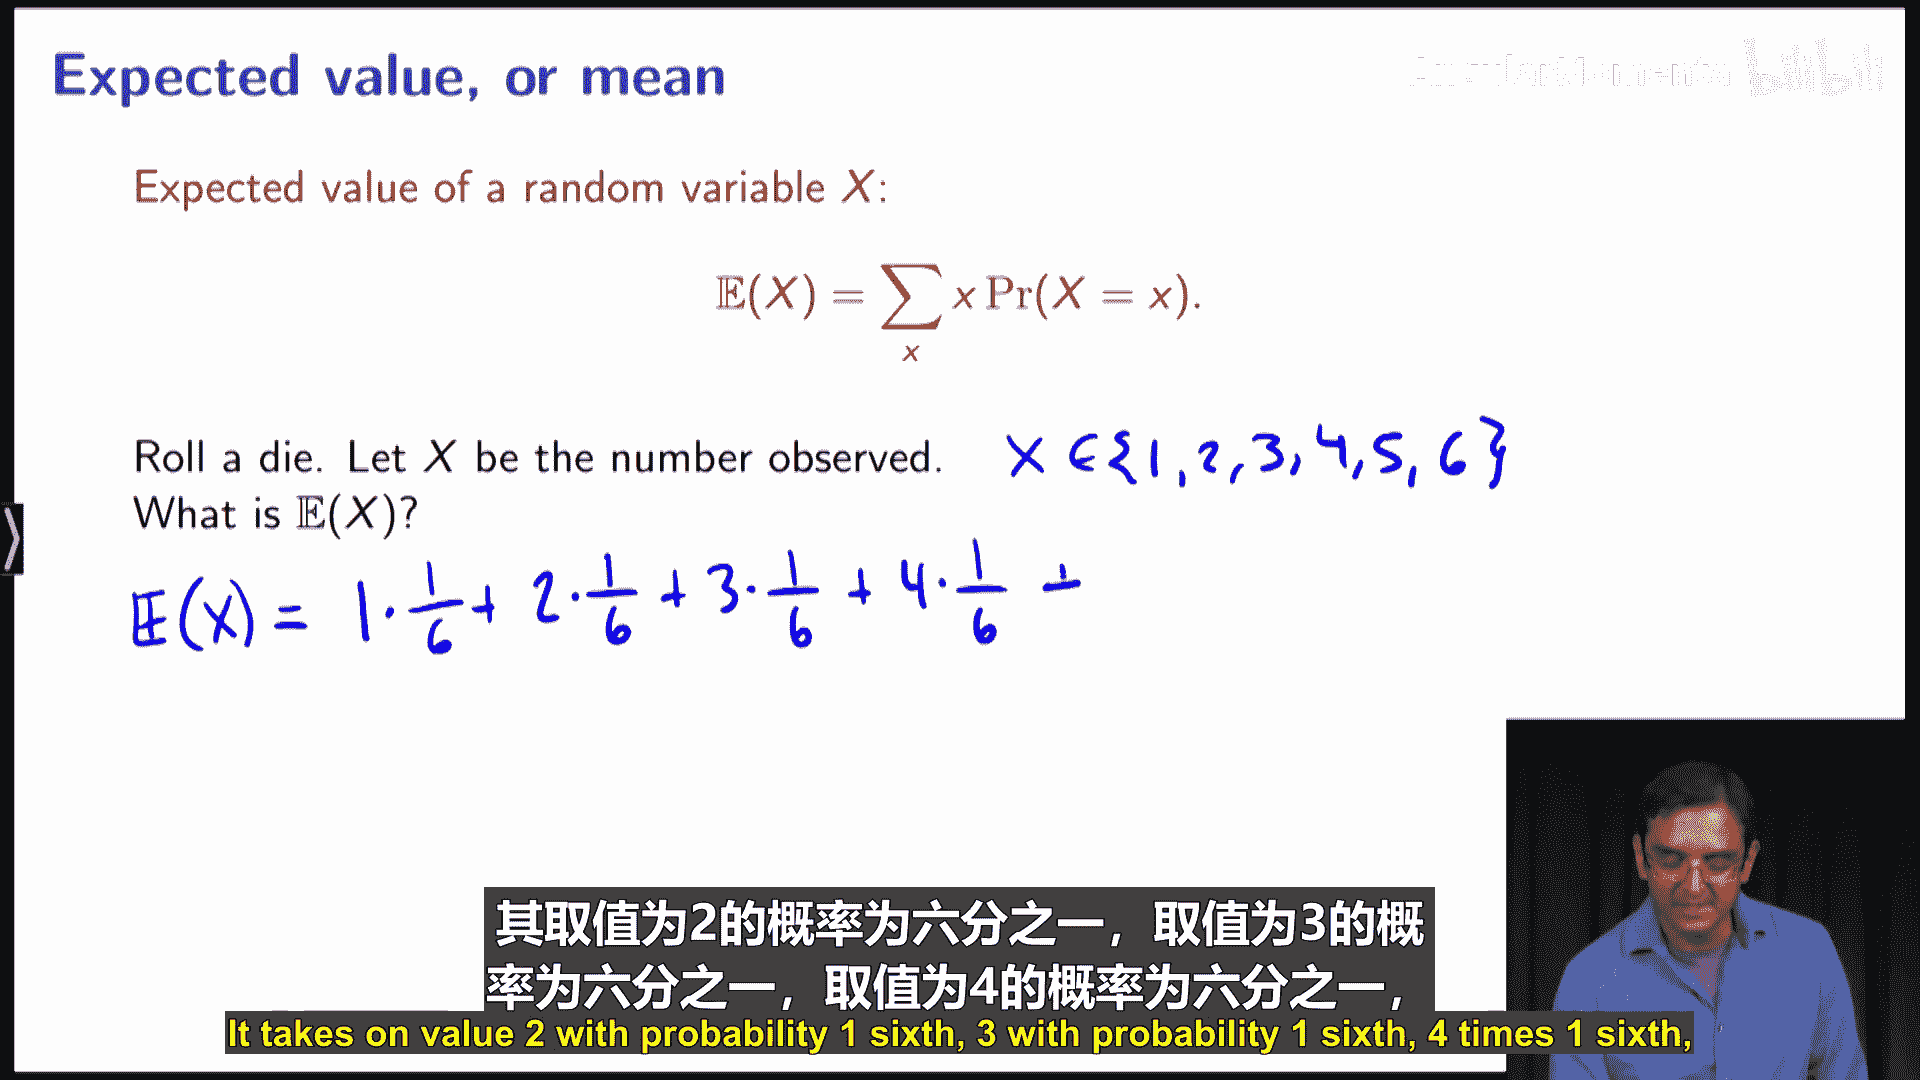 Expected value, or mean
bilibili
Expected value of a random variable X:
𝔼(X) = ∑ₓ x Pr(X = x).
Roll a die. Let X be the number observed. X ∈ {1, 2, 3, 4, 5, 6}
What is 𝔼(X)?
𝔼(X) = 1 · 1/6 + 2 · 1/6 + 3 · 1/6 + 4 · 1/6 +
其取值为2的概率为六分之一，取值为3的概
率为六分之一，取值为4的概率为六分之一，
It takes on value 2 with probability 1 sixth, 3 with probability 1 sixth, 4 times 1 sixth,